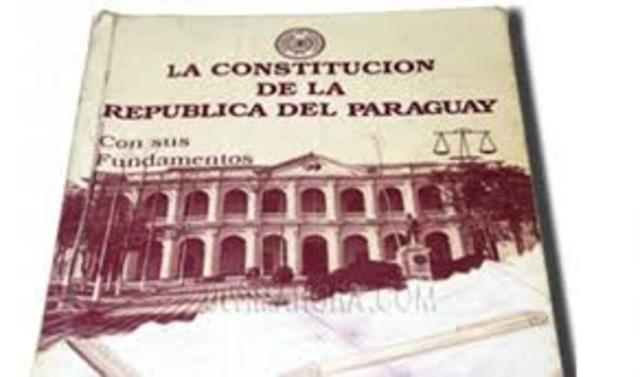 LA CONSTITUCION
DE LA
REPUBLICA DEL PARAGUAY
Con sus
Fundamentos